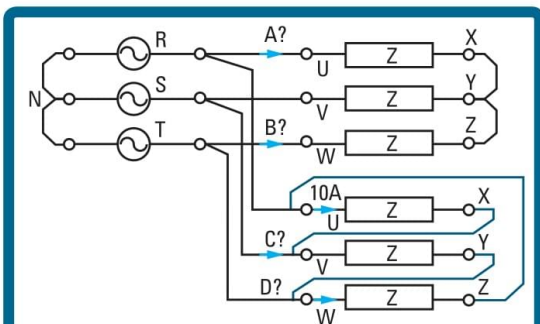 R A? X
U Z
N S Y
V Z
T B? Z
W Z
10A X
U Z
C? Y
V Z
D? Z
W Z